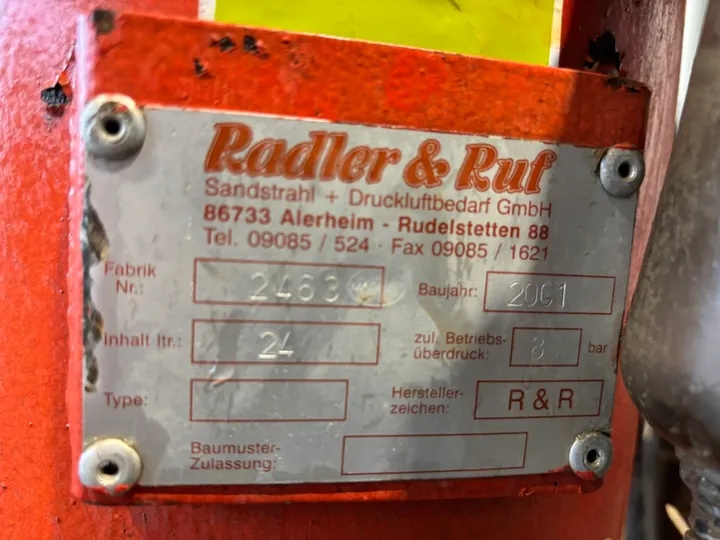 Radler & Ruf
Sandstrahl + Druckluftbedarf GmbH
86733 Alerheim - Rudelstetten 88
Tel. 09085 / 524 · Fax 09085 / 1621
Fabrik Nr.: 2463 Baujahr: 2001
Inhalt ltr.: 24 zul. Betriebs-
überdruck: 8 bar
Type: Hersteller-
zeichen: R & R
Baumuster-
Zulassung: